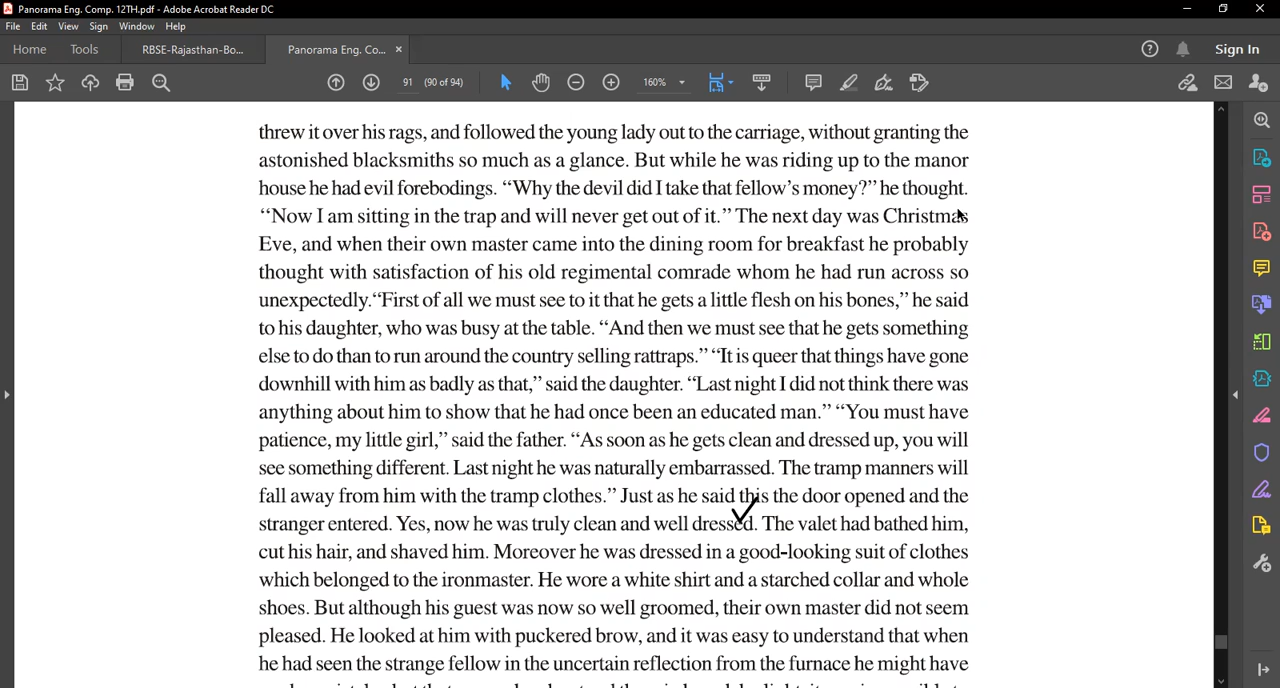 Panorama Eng. Comp. 12TH.pdf - Adobe Acrobat Reader DC
File Edit View Sign Window Help
Home Tools RBSE-Rajasthan-Bo... Panorama Eng. Co... × Sign In
91 (90 of 94) 160%
threw it over his rags, and followed the young lady out to the carriage, without granting the
astonished blacksmiths so much as a glance. But while he was riding up to the manor
house he had evil forebodings. “Why the devil did I take that fellow’s money?” he thought.
“Now I am sitting in the trap and will never get out of it.” The next day was Christmas
Eve, and when their own master came into the dining room for breakfast he probably
thought with satisfaction of his old regimental comrade whom he had run across so
unexpectedly.“First of all we must see to it that he gets a little flesh on his bones,” he said
to his daughter, who was busy at the table. “And then we must see that he gets something
else to do than to run around the country selling rattraps.” “It is queer that things have gone
downhill with him as badly as that,” said the daughter. “Last night I did not think there was
anything about him to show that he had once been an educated man.” “You must have
patience, my little girl,” said the father. “As soon as he gets clean and dressed up, you will
see something different. Last night he was naturally embarrassed. The tramp manners will
fall away from him with the tramp clothes.” Just as he said this the door opened and the
stranger entered. Yes, now he was truly clean and well dressed. The valet had bathed him,
cut his hair, and shaved him. Moreover he was dressed in a good-looking suit of clothes
which belonged to the ironmaster. He wore a white shirt and a starched collar and whole
shoes. But although his guest was now so well groomed, their own master did not seem
pleased. He looked at him with puckered brow, and it was easy to understand that when
he had seen the strange fellow in the uncertain reflection from the furnace he might have